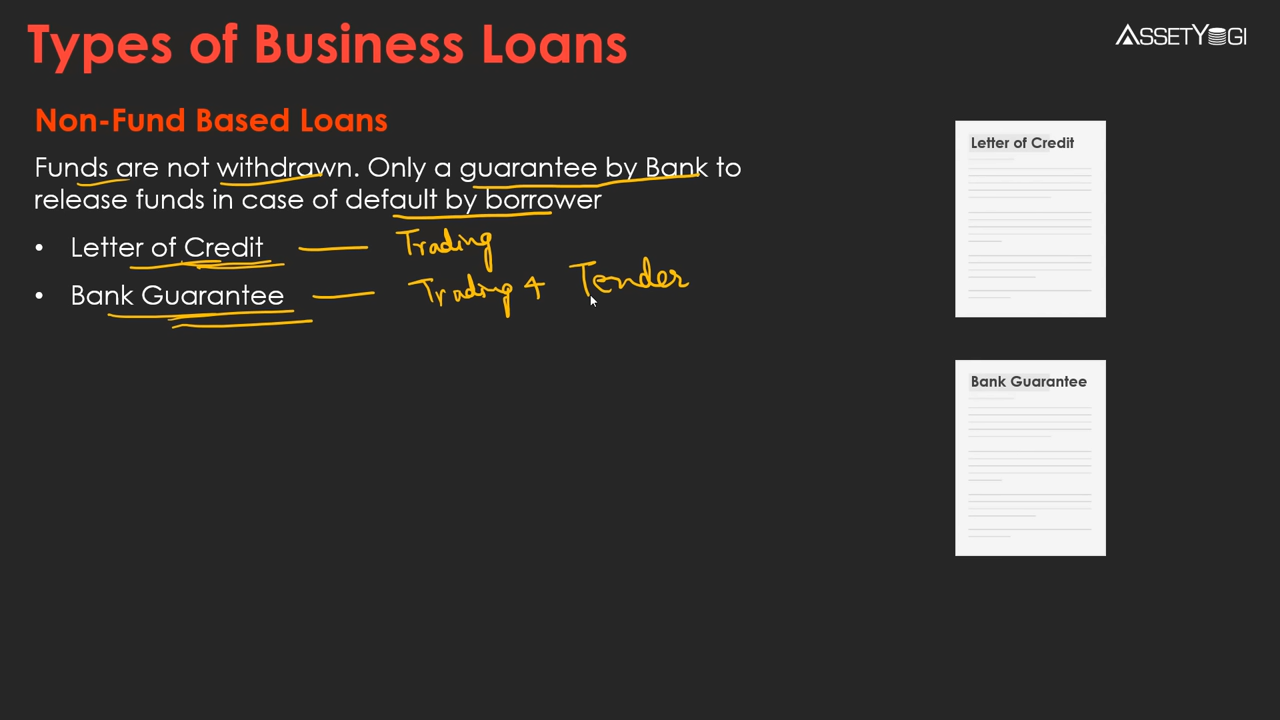 Types of Business Loans
ASSETYOGI
Non-Fund Based Loans
Funds are not withdrawn. Only a guarantee by Bank to
release funds in case of default by borrower
• Letter of Credit — Trading
• Bank Guarantee — Trading + Tender
Letter of Credit
Bank Guarantee